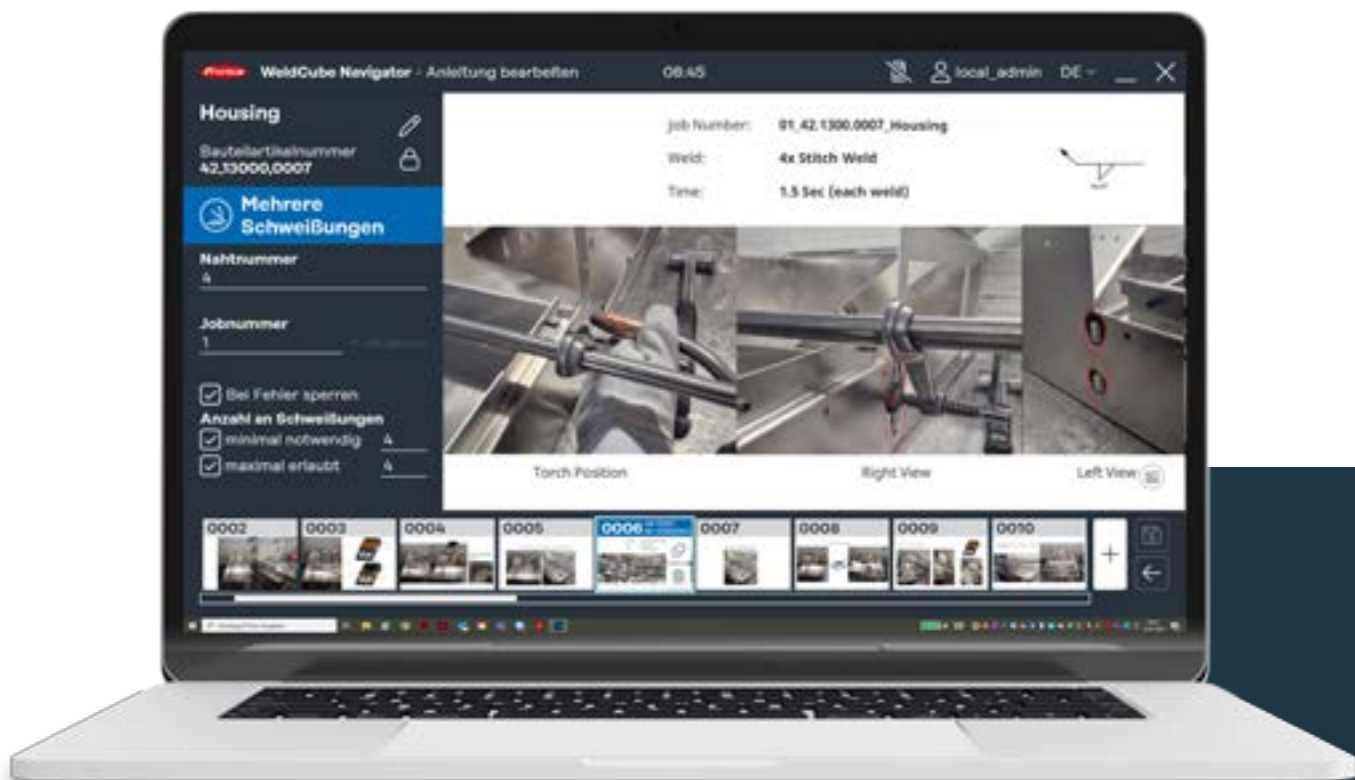 Fronius WeldCube Navigator - Anleitung bearbeiten 08:45 local_admin DE
Housing
Bauteilartikelnummer
42,13000,0007
Mehrere
Schweißungen
Nahtnummer
4
Jobnummer
1
Bei Fehler sperren
Anzahl an Schweißungen
minimal notwendig 4
maximal erlaubt 4
Job Number: 01_42.1300.0007_Housing
Weld: 4x Stitch Weld
Time: 1.5 Sec (each weld)
Torch Position Right View Left View
0002 0003 0004 0005 0006 0007 0008 0009 0010